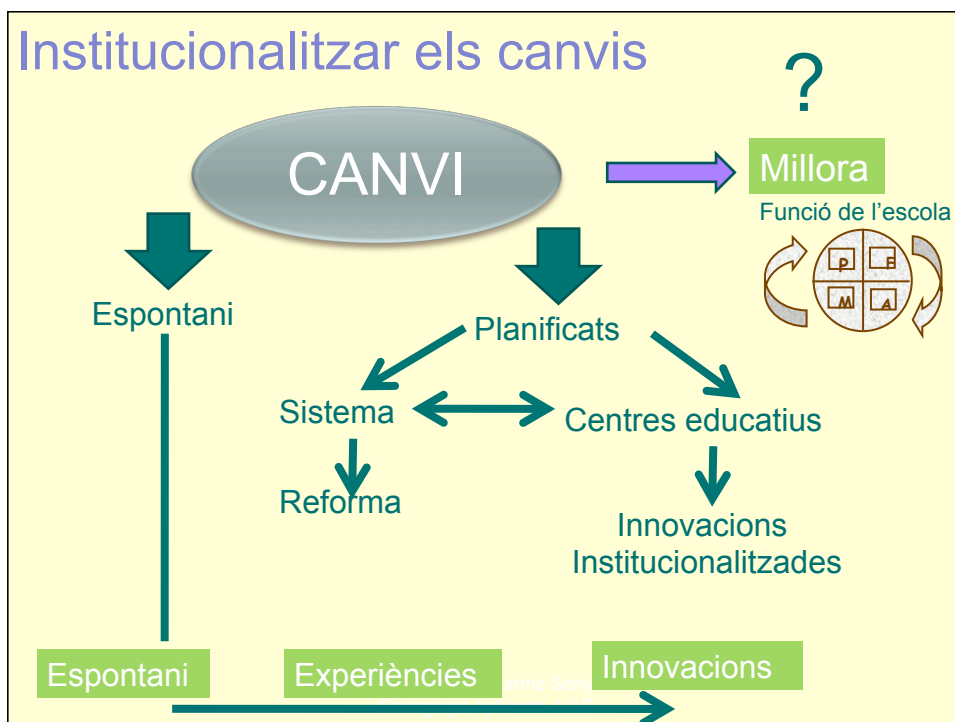 Institucionalitzar els canvis
?
CANVI
Millora
Funció de l’escola
P E
M A
Espontani
Planificats
Sistema
Centres educatius
Reforma
Innovacions
Institucionalitzades
Espontani
Experiències
Innovacions